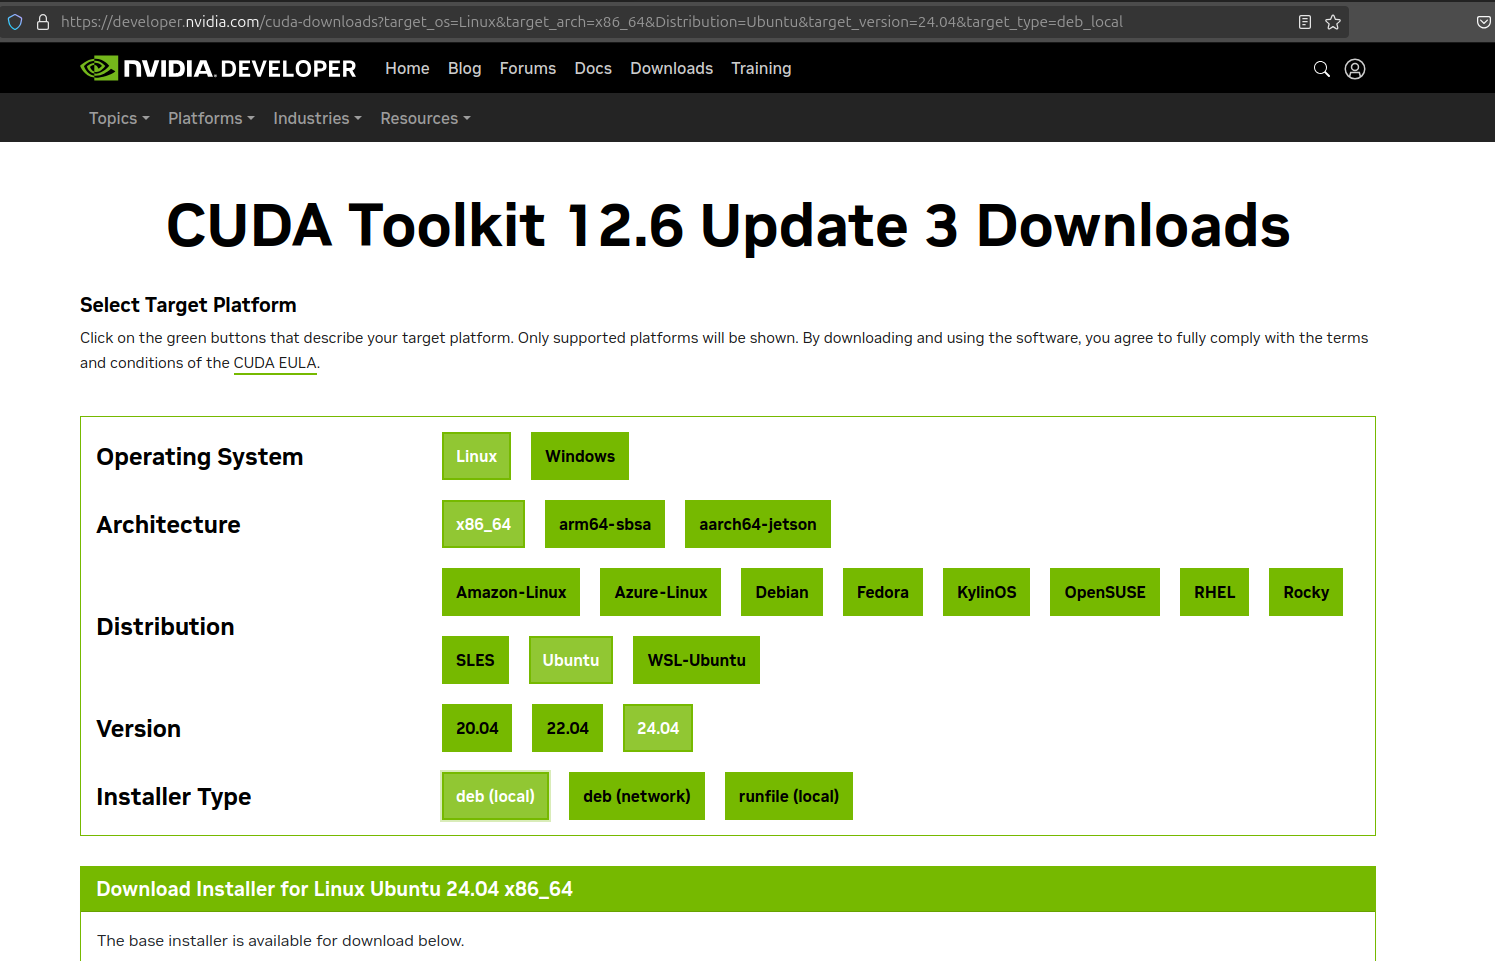 https://developer.nvidia.com/cuda-downloads?target_os=Linux&target_arch=x86_64&Distribution=Ubuntu&target_version=24.04&target_type=deb_local
NVIDIA. DEVELOPER Home Blog Forums Docs Downloads Training
Topics Platforms Industries Resources
CUDA Toolkit 12.6 Update 3 Downloads
Select Target Platform
Click on the green buttons that describe your target platform. Only supported platforms will be shown. By downloading and using the software, you agree to fully comply with the terms
and conditions of the CUDA EULA.
Operating System Linux Windows
Architecture x86_64 arm64-sbsa aarch64-jetson
Distribution
Amazon-Linux Azure-Linux Debian Fedora KylinOS OpenSUSE RHEL Rocky
SLES Ubuntu WSL-Ubuntu
Version 20.04 22.04 24.04
Installer Type deb (local) deb (network) runfile (local)
Download Installer for Linux Ubuntu 24.04 x86_64
The base installer is available for download below.